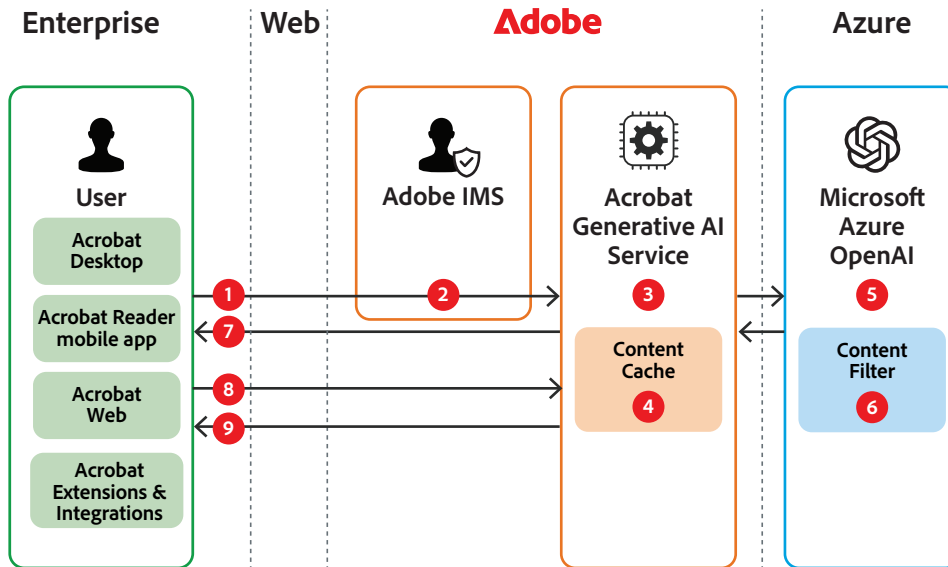 Enterprise
Web
Adobe
Azure
User
Acrobat
Desktop
Acrobat Reader
mobile app
Acrobat
Web
Acrobat
Extensions &
Integrations
1
7
8
9
Adobe IMS
2
Acrobat
Generative AI
Service
3
Content
Cache
4
Microsoft
Azure
OpenAI
5
Content
Filter
6